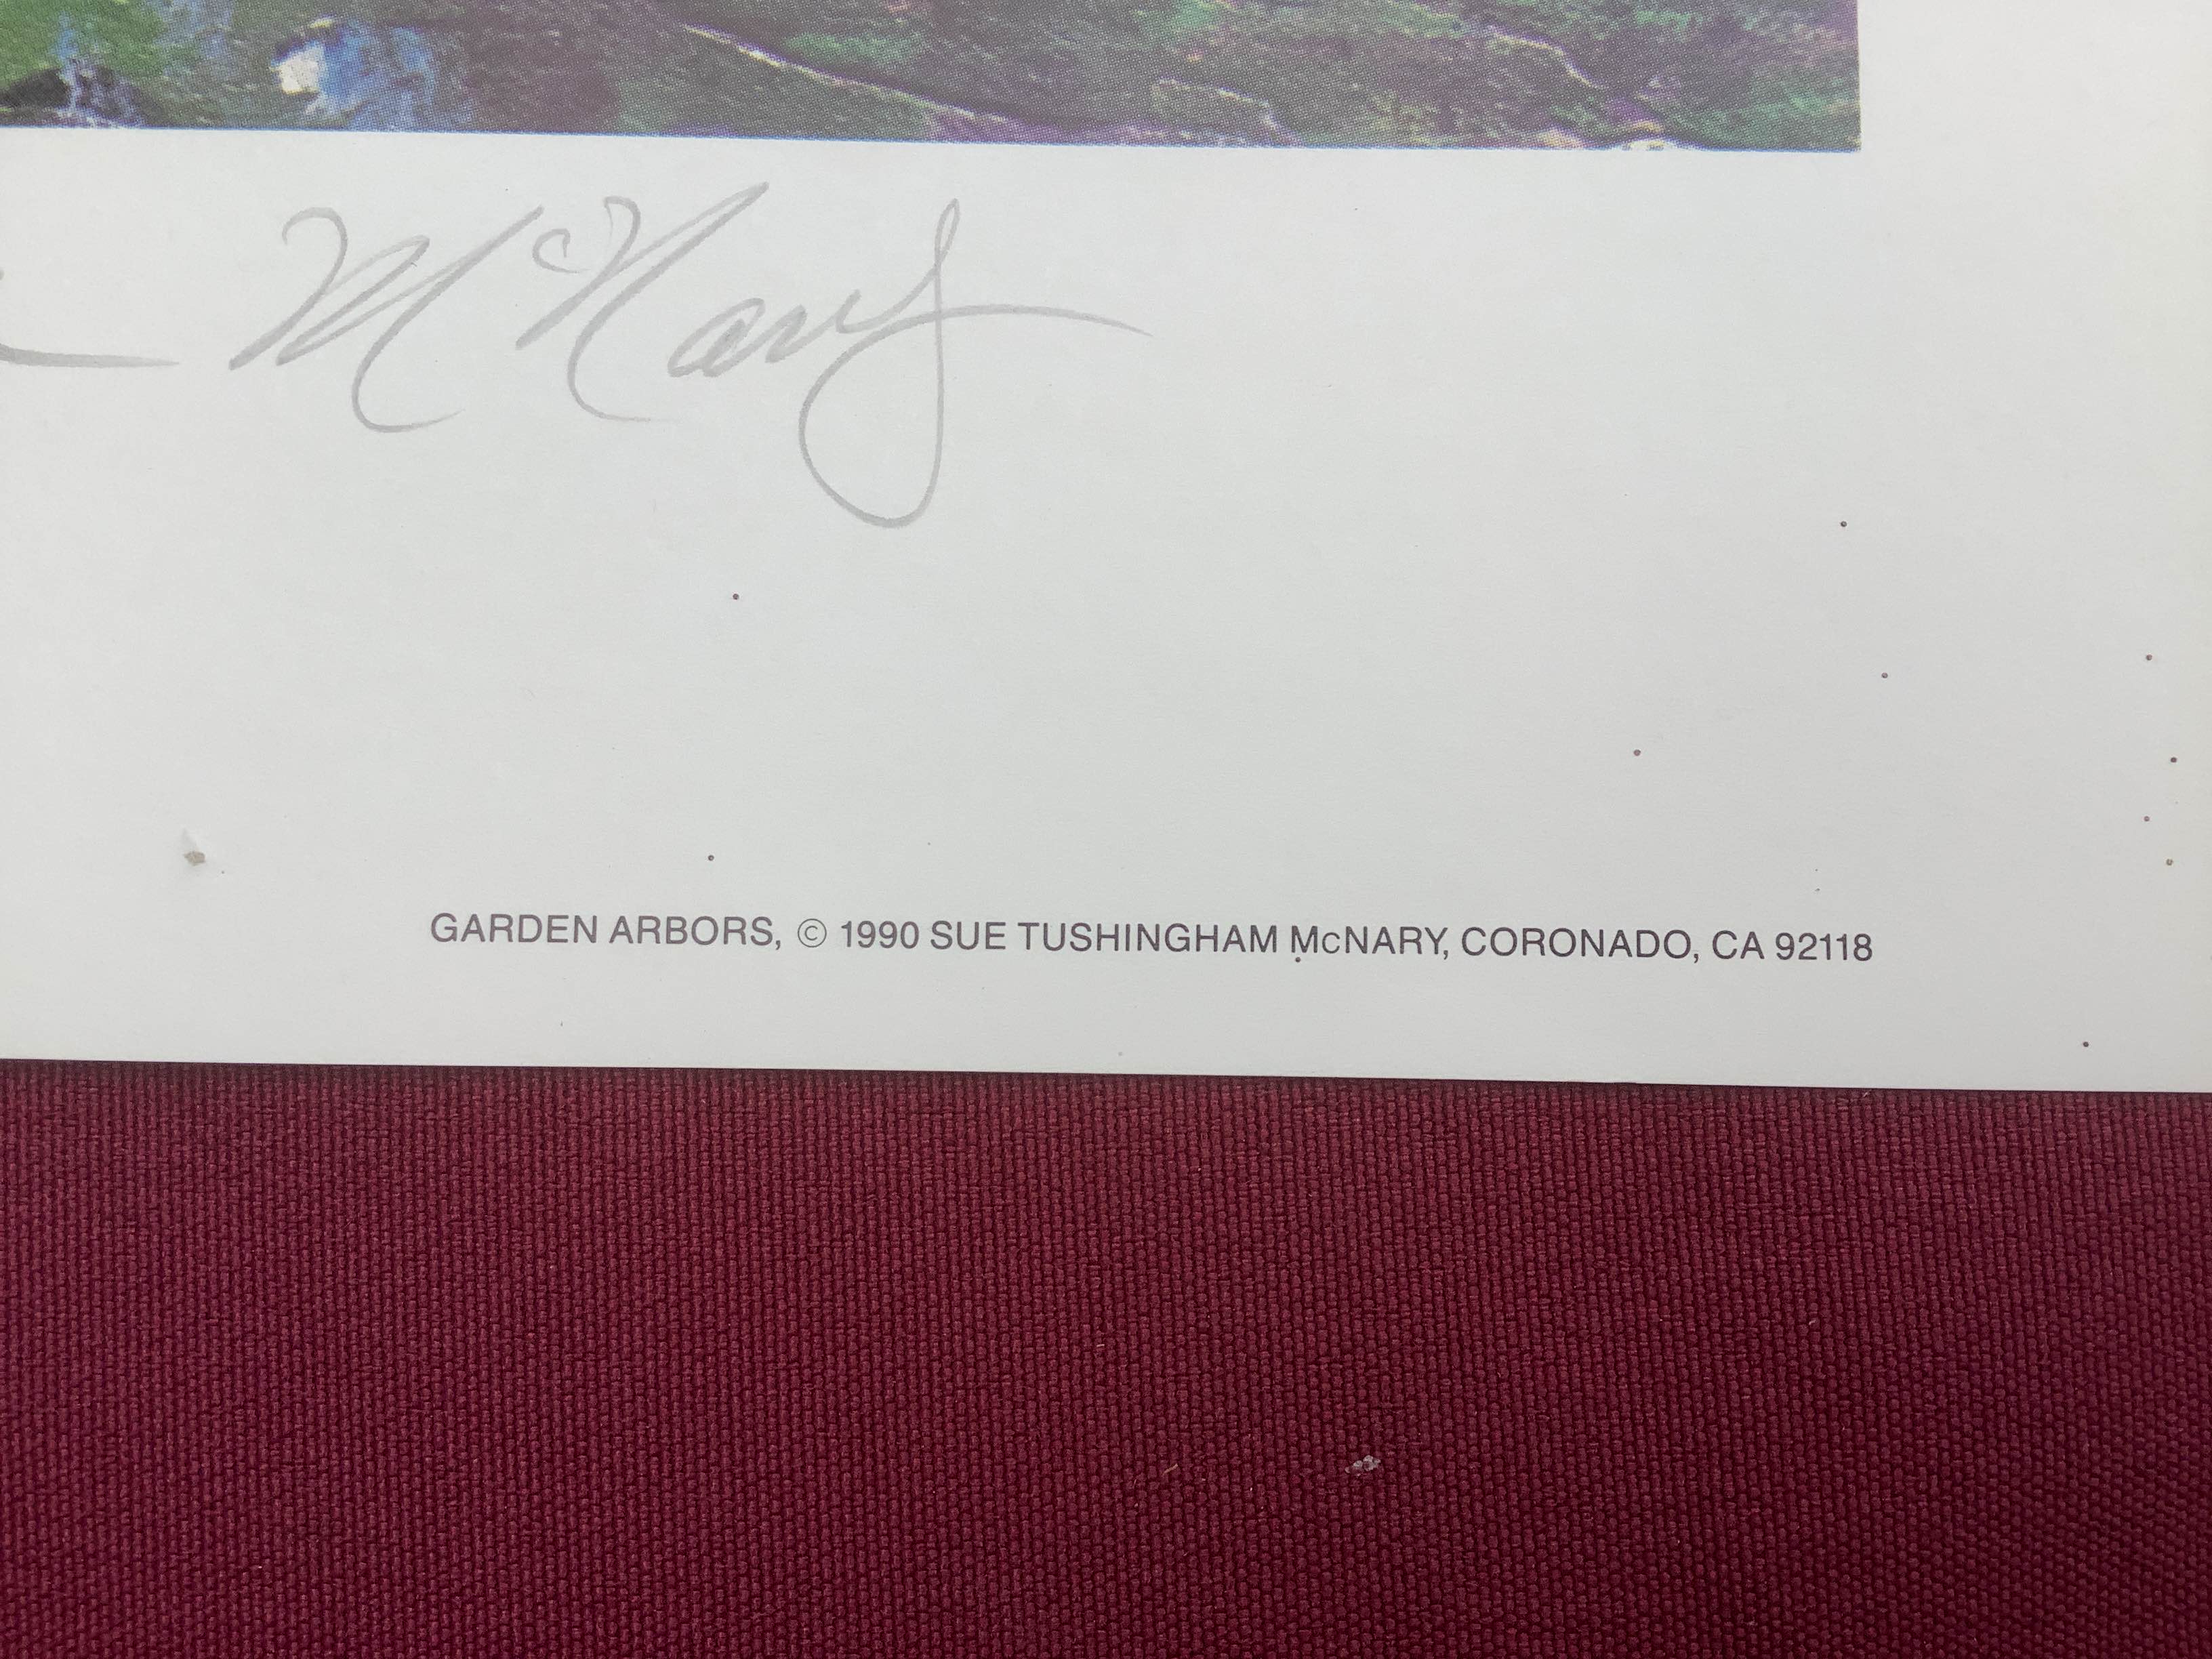 McNary
GARDEN ARBORS, © 1990 SUE TUSHINGHAM McNARY, CORONADO, CA 92118